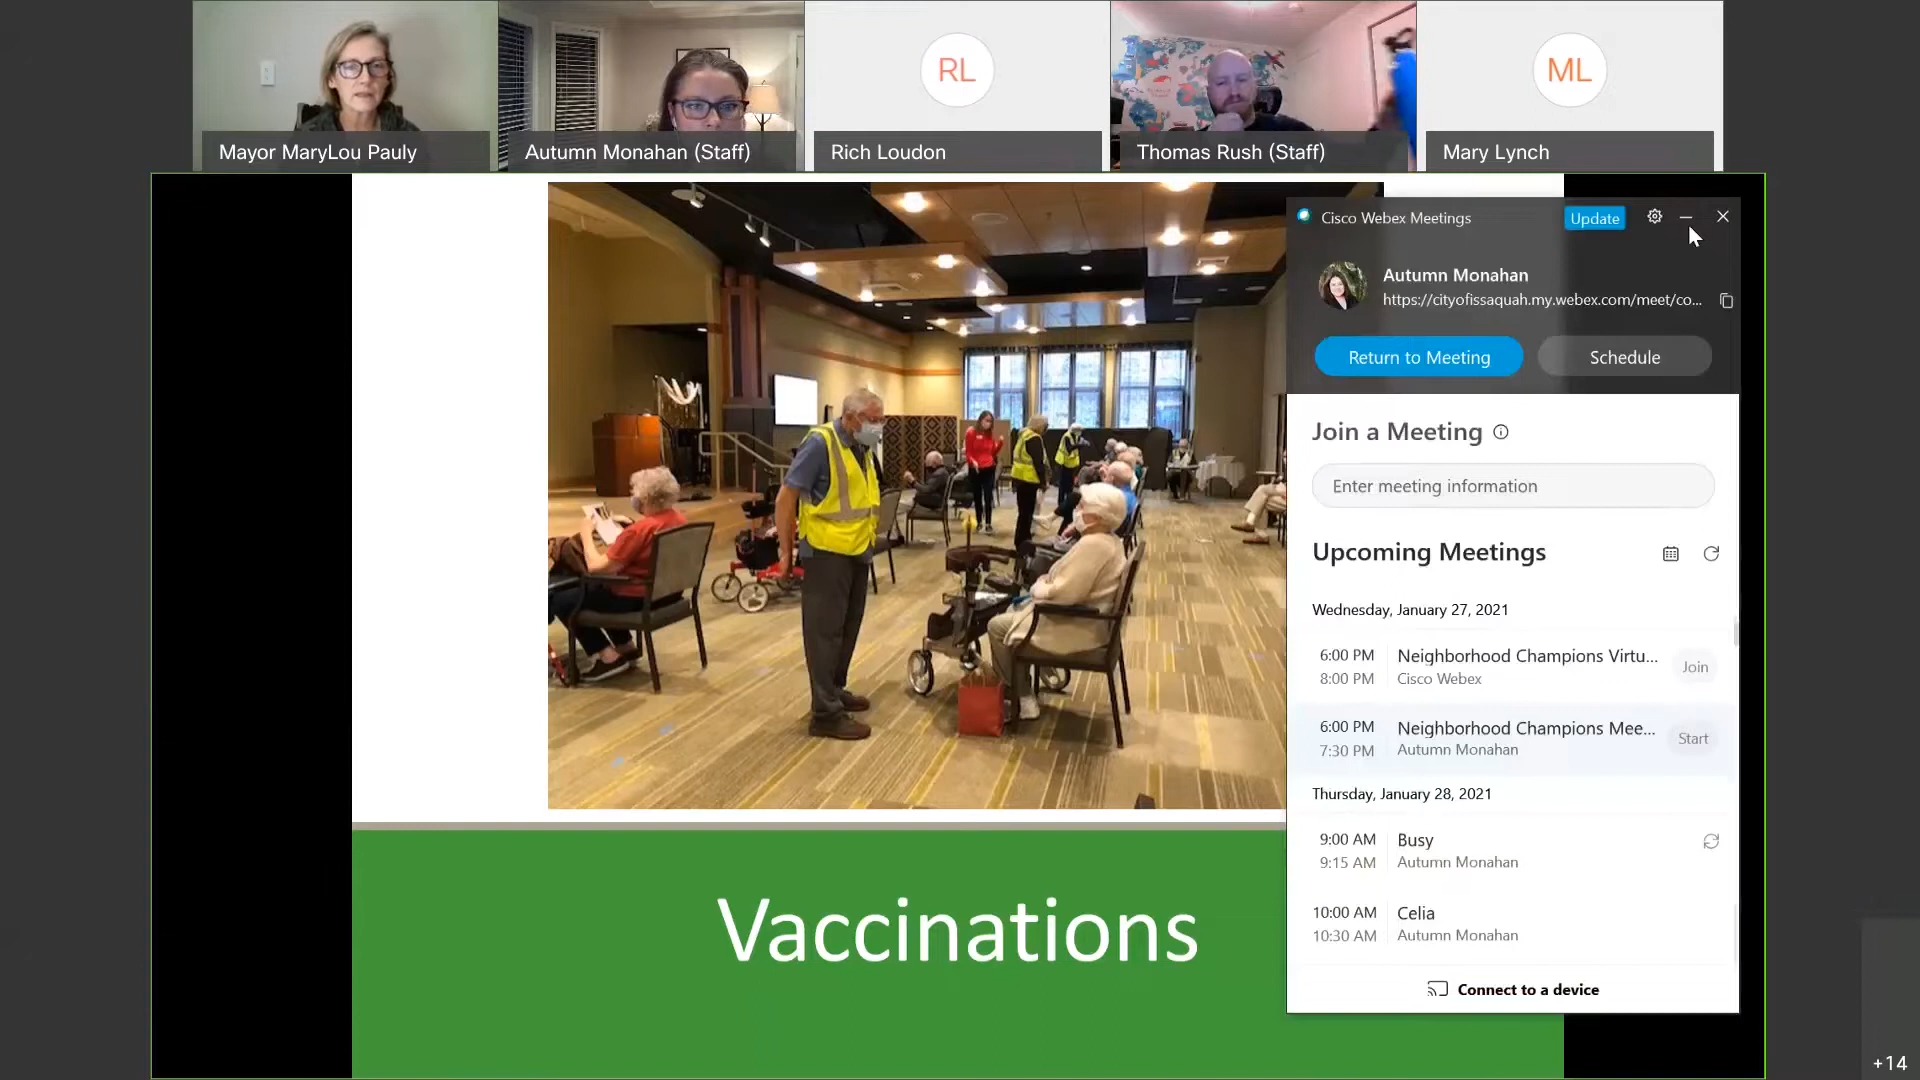 RL
ML
Mayor MaryLou Pauly
Autumn Monahan (Staff)
Rich Loudon
Thomas Rush (Staff)
Mary Lynch
Cisco Webex Meetings
Update
Autumn Monahan
https://cityofissaquah.my.webex.com/meet/co...
Return to Meeting
Schedule
Join a Meeting
Enter meeting information
Upcoming Meetings
Wednesday, January 27, 2021
6:00 PM Neighborhood Champions Virtu...
8:00 PM Cisco Webex
Join
6:00 PM Neighborhood Champions Mee...
7:30 PM Autumn Monahan
Start
Thursday, January 28, 2021
9:00 AM Busy
9:15 AM Autumn Monahan
10:00 AM Celia
10:30 AM Autumn Monahan
Connect to a device
Vaccinations
+14